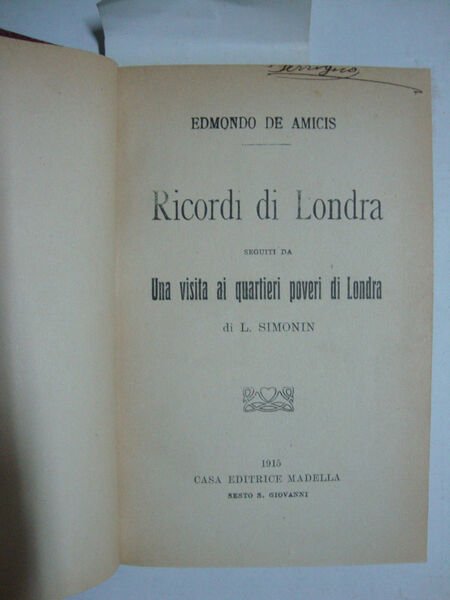 EDMONDO DE AMICIS
Ricordi di Londra
SEGUITI DA
Una visita ai quartieri poveri di Londra
di L. SIMONIN
1915
CASA EDITRICE MADELLA
SESTO S. GIOVANNI